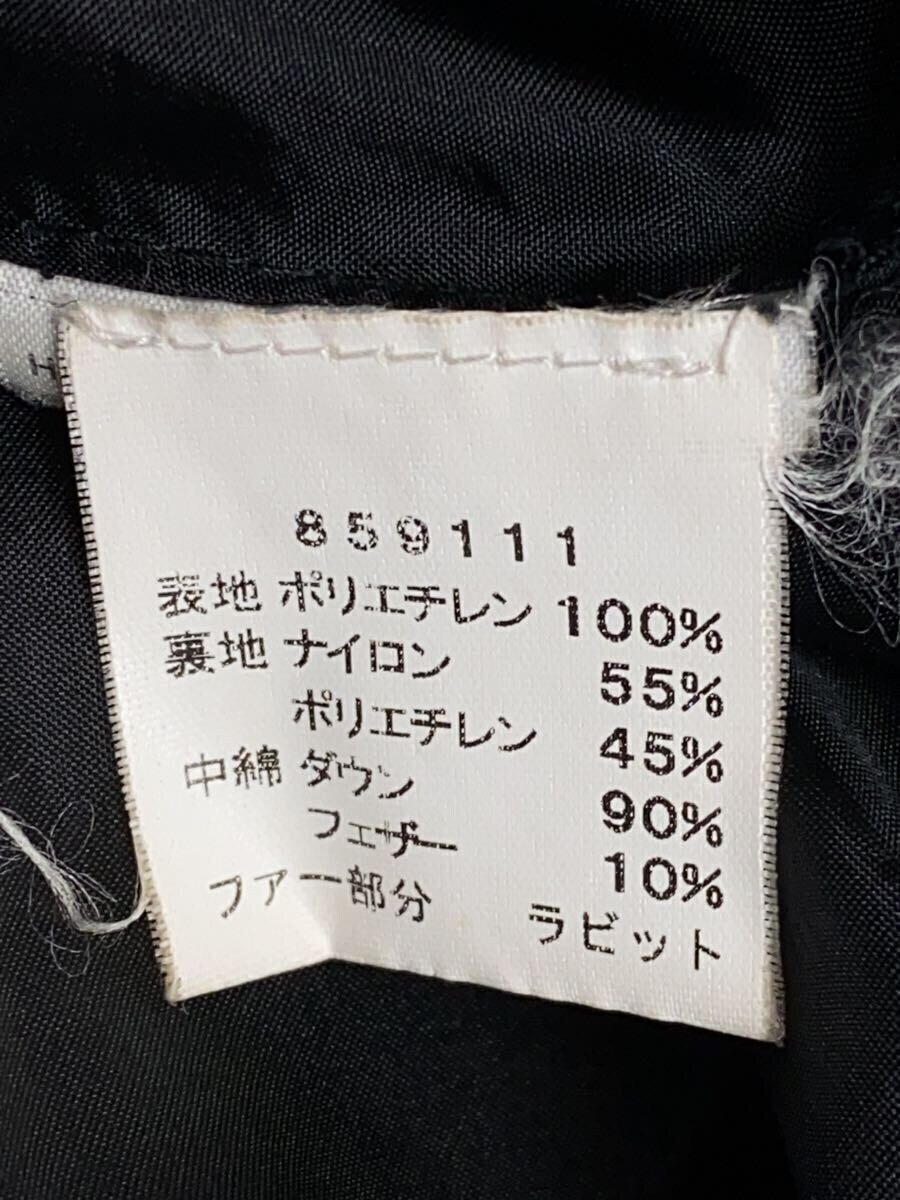 859111
表地 ポリエチレン 100%
裏地 ナイロン 55%
ポリエチレン 45%
中綿 ダウン 90%
フェザー 10%
ファー部分 ラビット